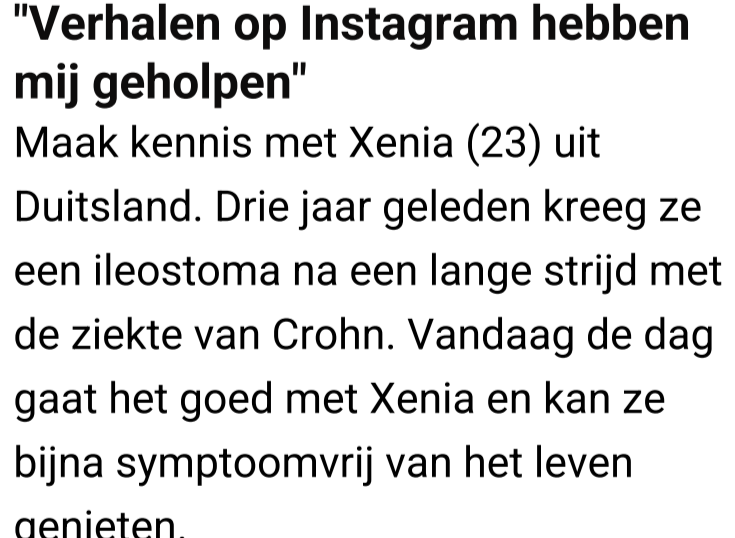 "Verhalen op Instagram hebben
mij geholpen"
Maak kennis met Xenia (23) uit
Duitsland. Drie jaar geleden kreeg ze
een ileostoma na een lange strijd met
de ziekte van Crohn. Vandaag de dag
gaat het goed met Xenia en kan ze
bijna symptoomvrij van het leven
genieten.